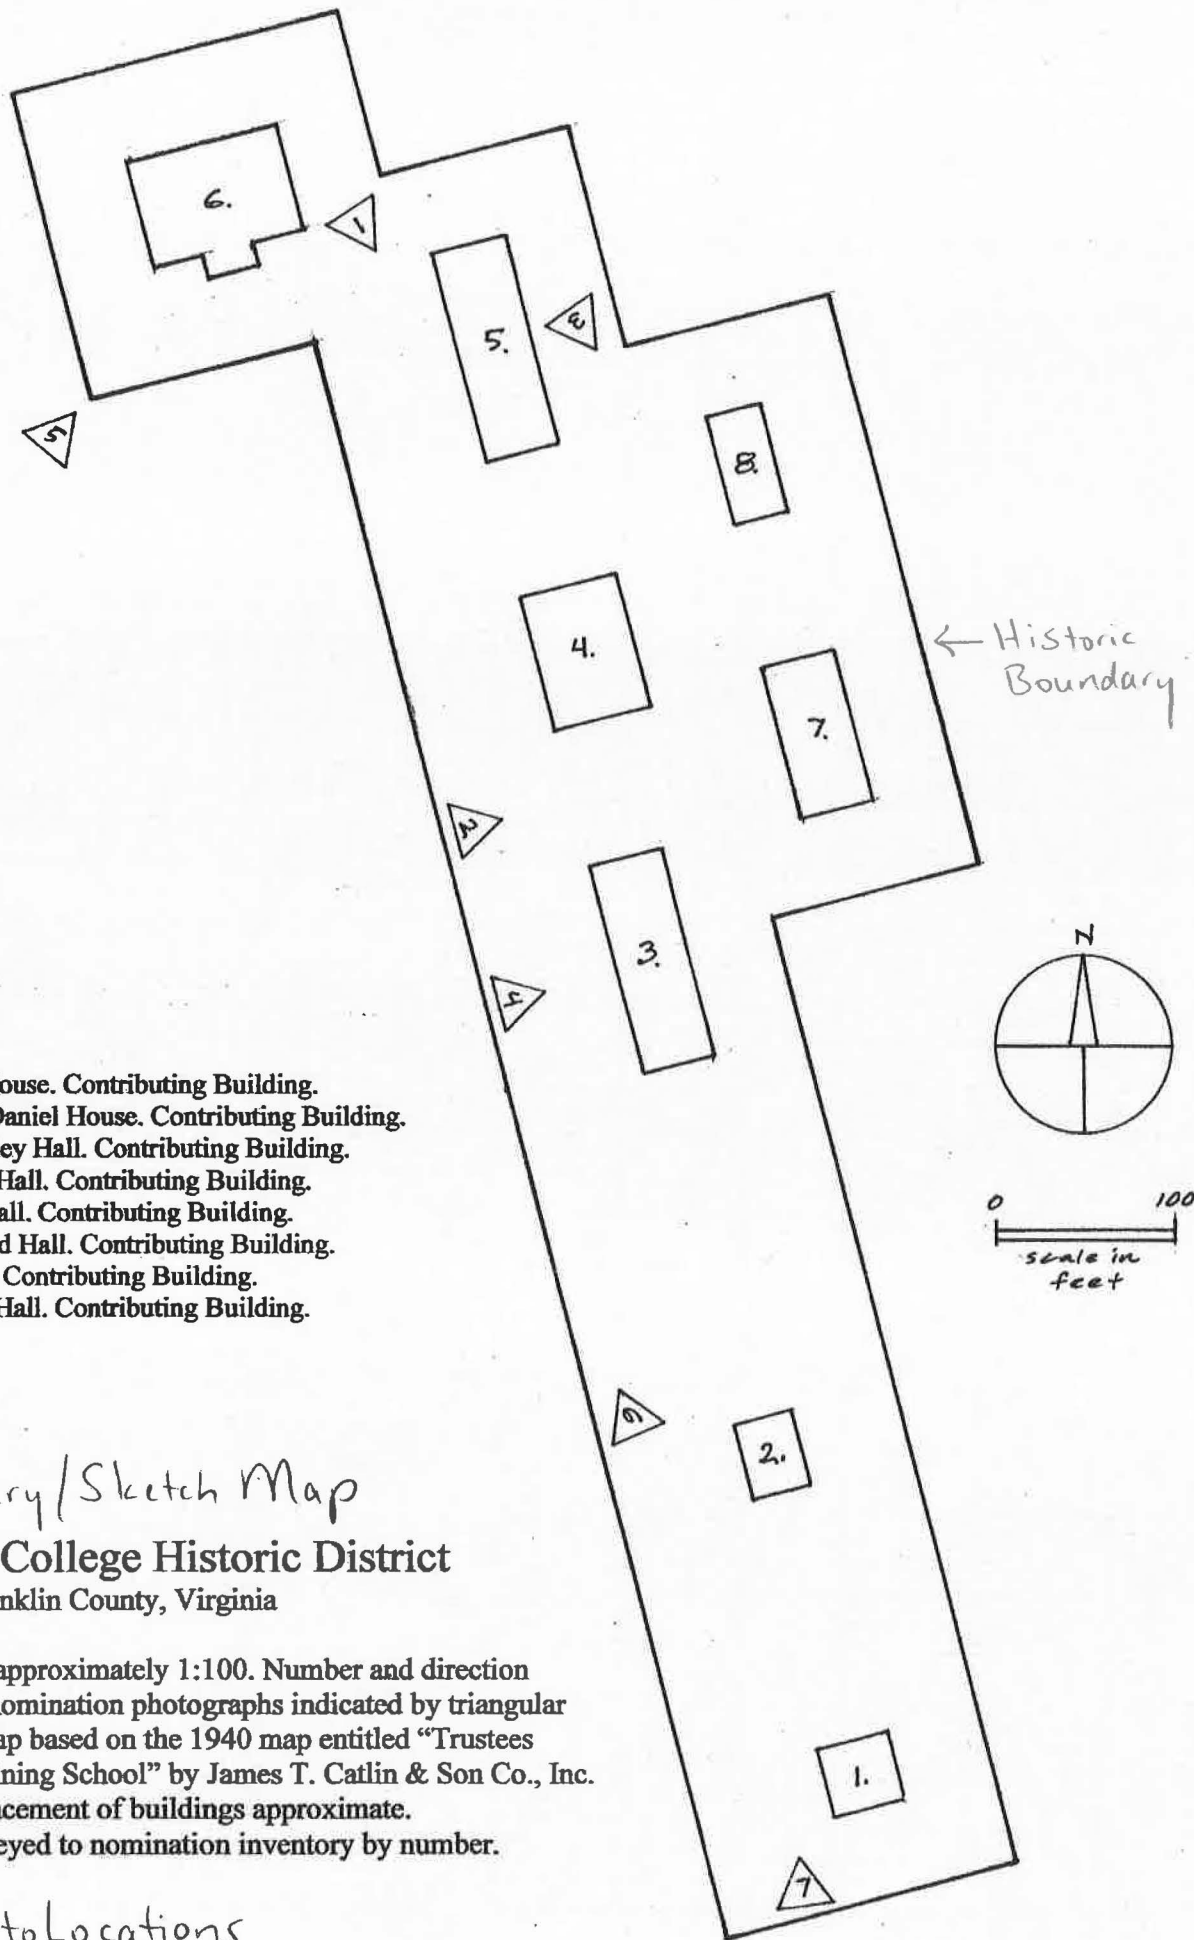 6.
1
5.
3
5
8.
← Historic
Boundary
4.
7.
2
3.
N
4
0 100
scale in
feet
ouse. Contributing Building.
Daniel House. Contributing Building.
ey Hall. Contributing Building.
Hall. Contributing Building.
all. Contributing Building.
d Hall. Contributing Building.
Contributing Building.
Hall. Contributing Building.
6
2.
ry/Sketch Map
College Historic District
nklin County, Virginia
approximately 1:100. Number and direction
omination photographs indicated by triangular
ap based on the 1940 map entitled “Trustees
ning School” by James T. Catlin & Son Co., Inc.
cement of buildings approximate.
eyed to nomination inventory by number.
1.
7
toLocations